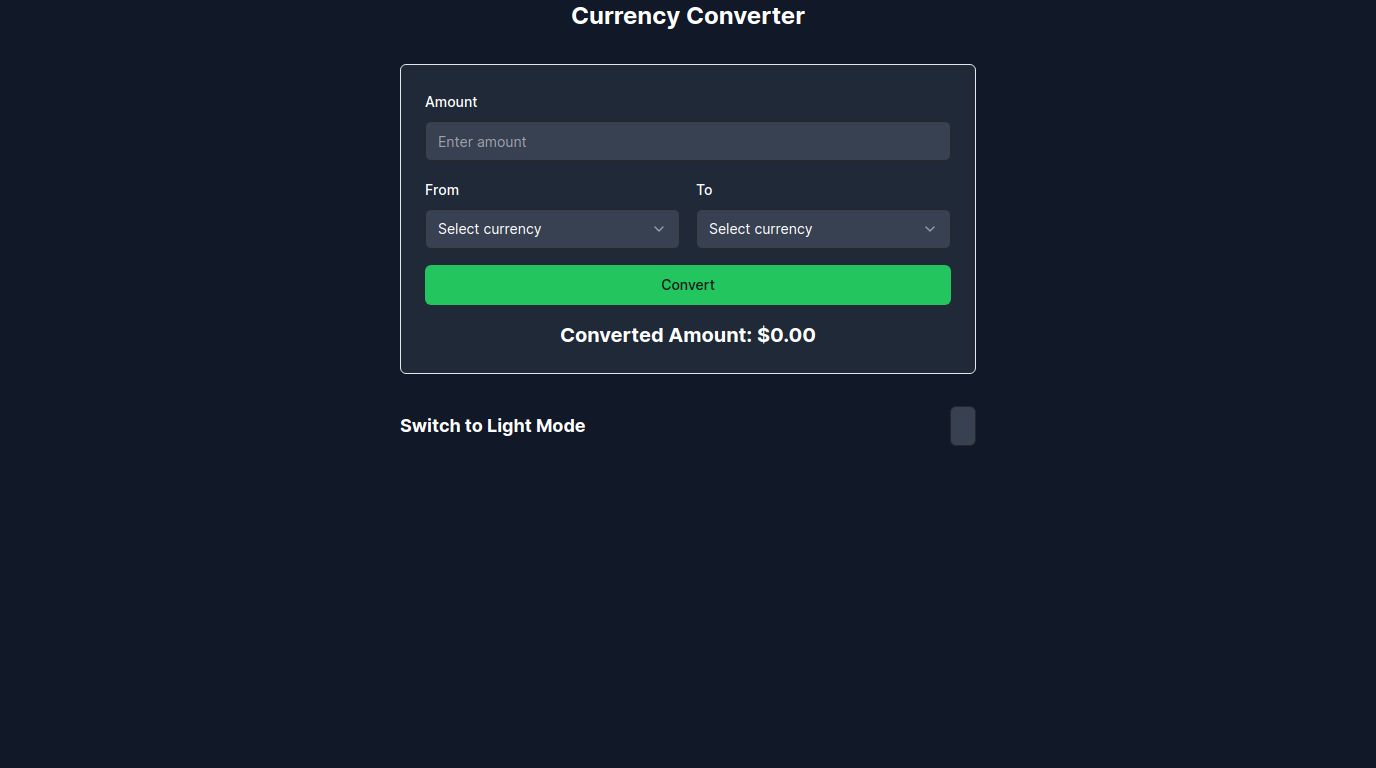 Currency Converter
Amount
Enter amount
From To
Select currency Select currency
Convert
Converted Amount: $0.00
Switch to Light Mode